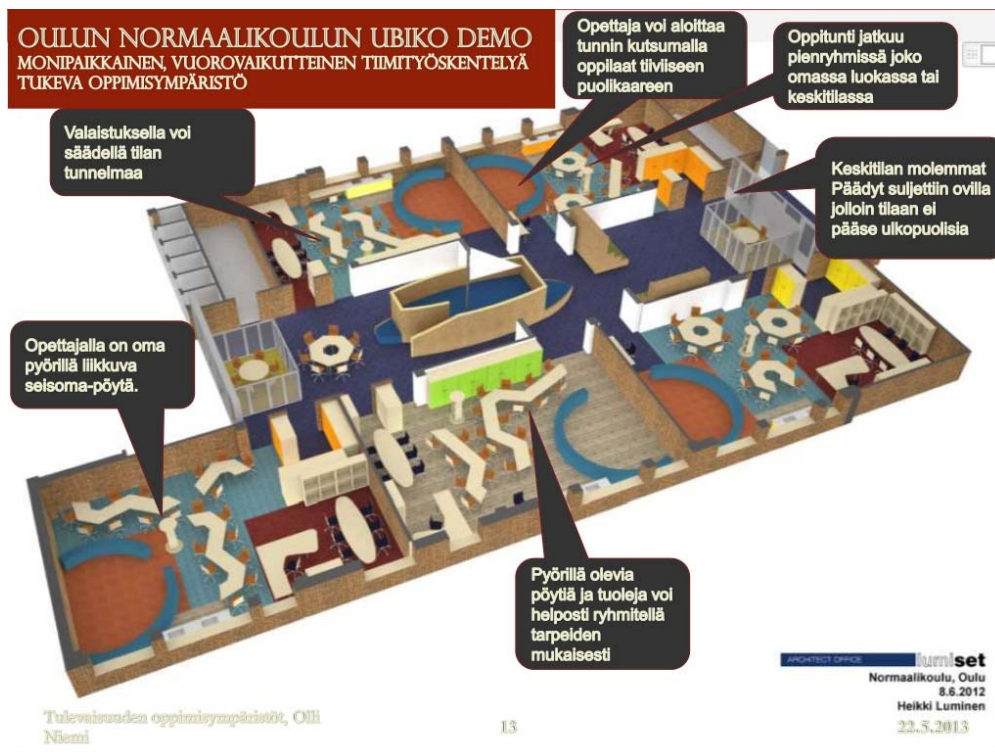 OULUN NORMAALIKOULUN UBIKO DEMO
MONIPAIKKAINEN, VUOROVAIKUTTEINEN TIIMITYÖSKENTELYÄ
TUKEVA OPPIMISYMPÄRISTÖ
Opettaja voi aloittaa
tunnin kutsumalla
oppilaat tiiviiseen
puolikaareen
Oppitunti jatkuu
pienryhmissä joko
omassa luokassa tai
keskitilassa
Valaistuksella voi
säädellä tilan
tunnelmaa
Keskitilan molemmat
Päädyt suljettiin ovilla
jolloin tilaan ei
pääse ulkopuolisia
Opettajalla on oma
pyörillä liikkuva
seisoma-pöytä.
Pyörillä olevia
pöytiä ja tuoleja voi
helposti ryhmitellä
tarpeiden
mukaisesti
ARCHITECT OFFICE lumiset
Normaalikoulu, Oulu
8.6.2012
Heikki Luminen
Tulevaisuuden oppimisympäristöt, Olli
Niemi
13
22.5.2013